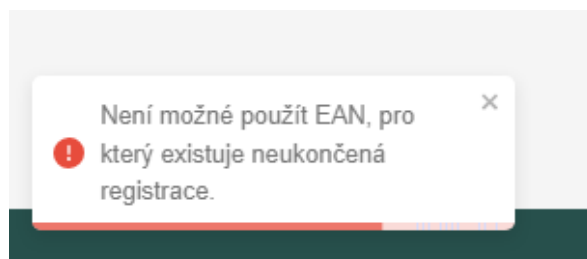 Není možné použít EAN, pro
který existuje neukončená
registrace.